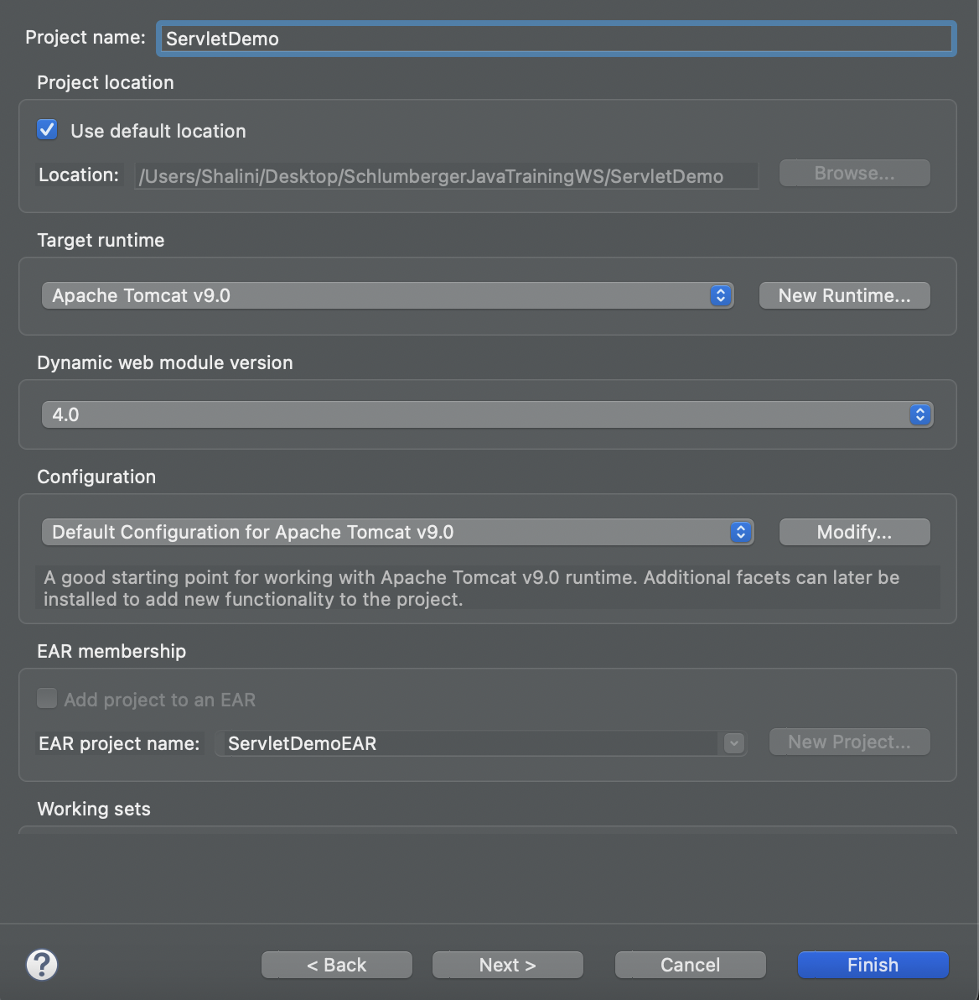 Project name: ServletDemo
Project location
Use default location
Location: /Users/Shalini/Desktop/SchlumbergerJavaTrainingWS/ServletDemo Browse...
Target runtime
Apache Tomcat v9.0 New Runtime...
Dynamic web module version
4.0
Configuration
Default Configuration for Apache Tomcat v9.0 Modify...
A good starting point for working with Apache Tomcat v9.0 runtime. Additional facets can later be
installed to add new functionality to the project.
EAR membership
Add project to an EAR
EAR project name: ServletDemoEAR New Project...
Working sets
? < Back Next > Cancel Finish